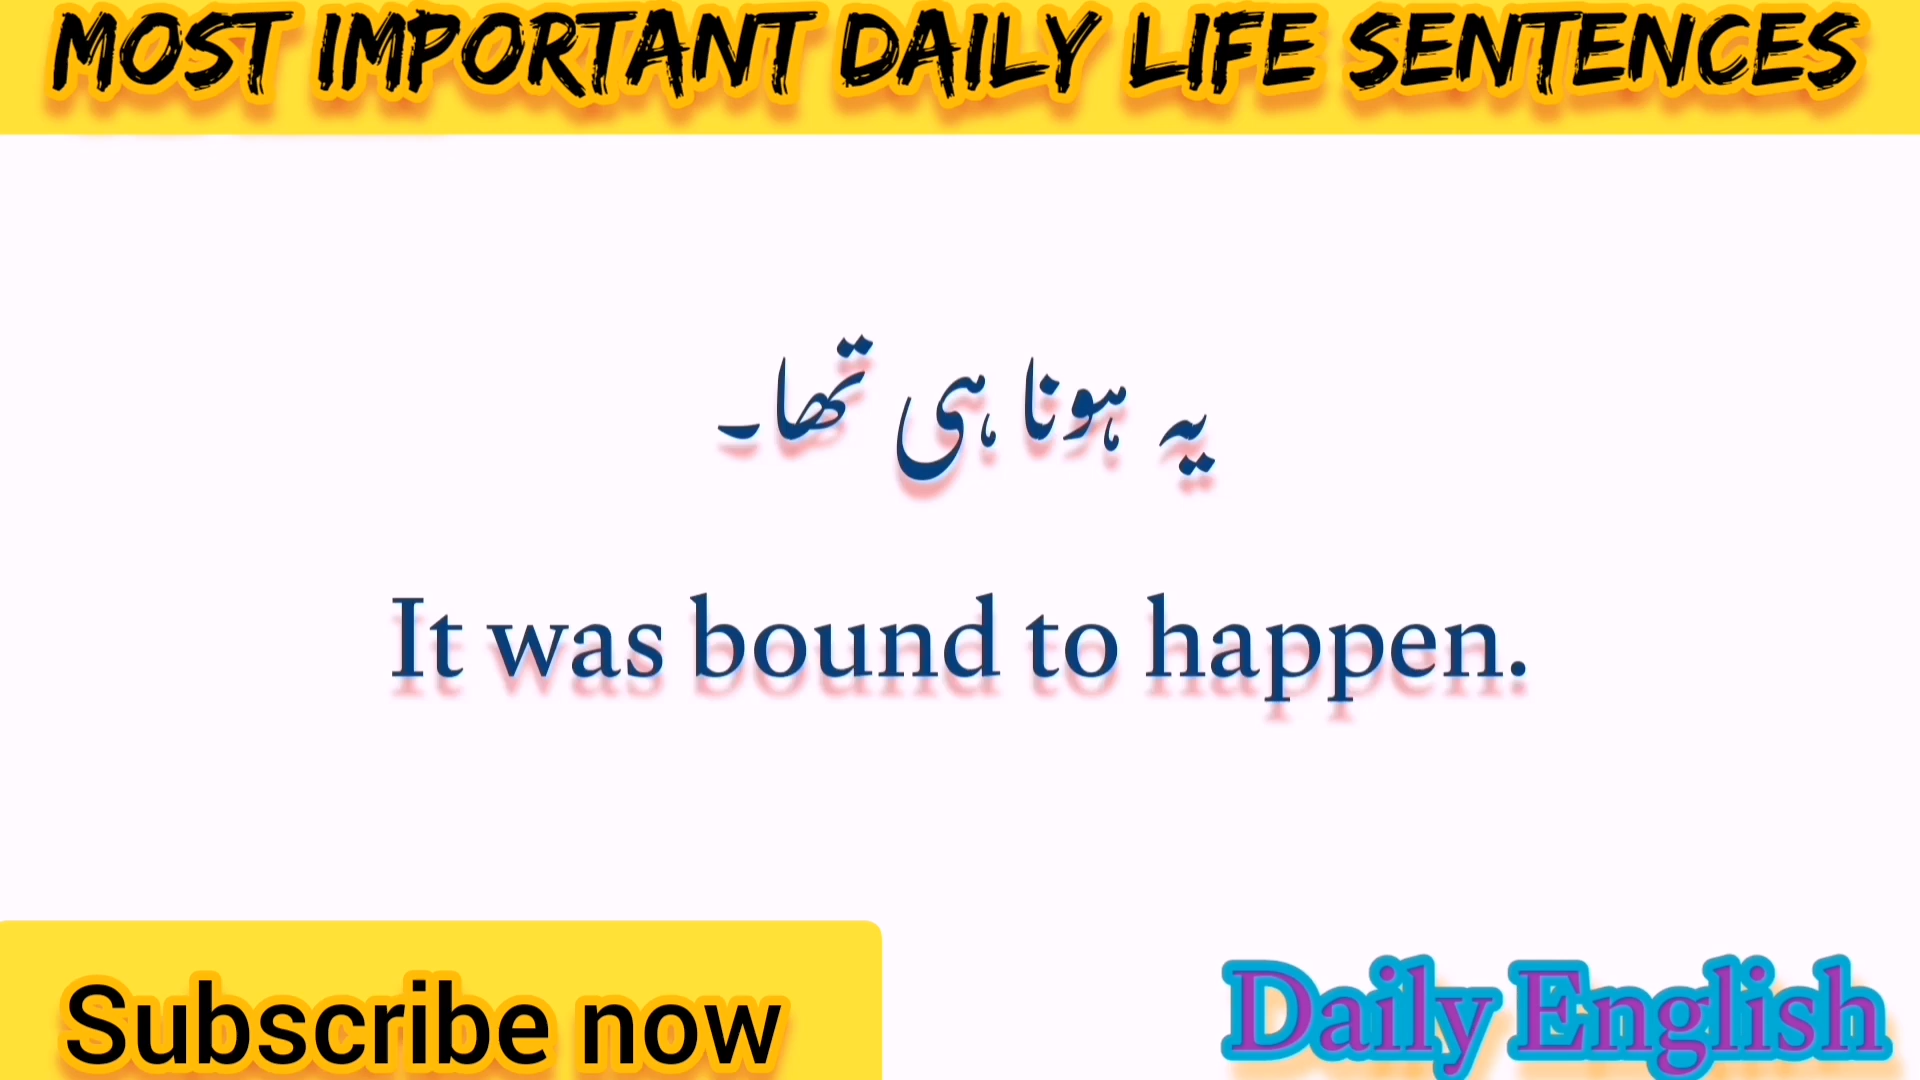 MOST IMPORTANT DAILY LIFE SENTENCES
یہ ہونا ہی تھا۔
It was bound to happen.
Subscribe now
Daily English